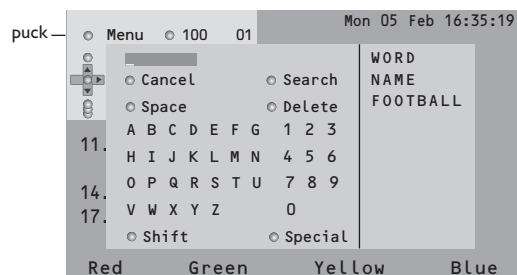 Mon 05 Feb 16:35:19
puck
Menu 100 01
WORD
Cancel Search NAME
Space Delete FOOTBALL
A B C D E F G 1 2 3
11.
H I J K L M N 4 5 6
O P Q R S T U 7 8 9
14.
V W X Y Z 0
17.
Shift Special
Red Green Yellow Blue